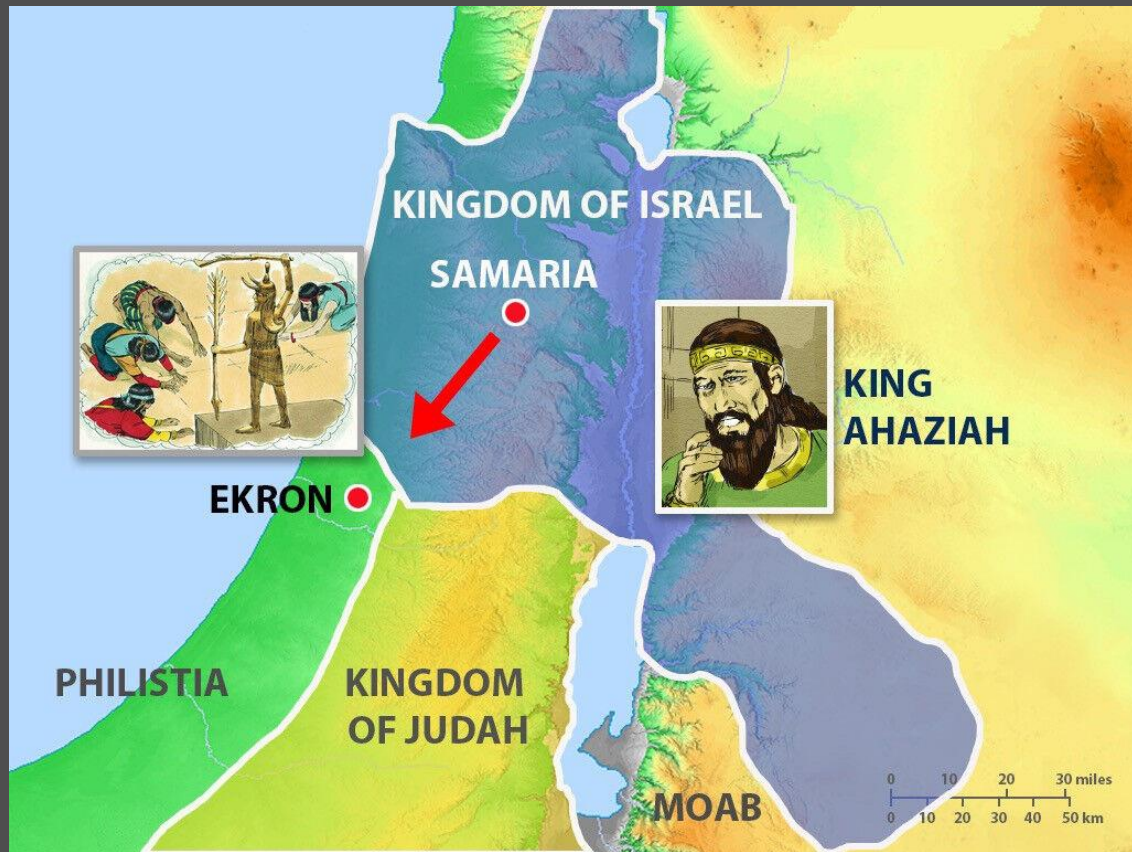 KINGDOM OF ISRAEL
SAMARIA
KING
AHAZIAH
EKRON
PHILISTIA
KINGDOM
OF JUDAH
MOAB
0 10 20 30 miles
0 10 20 30 40 50 km